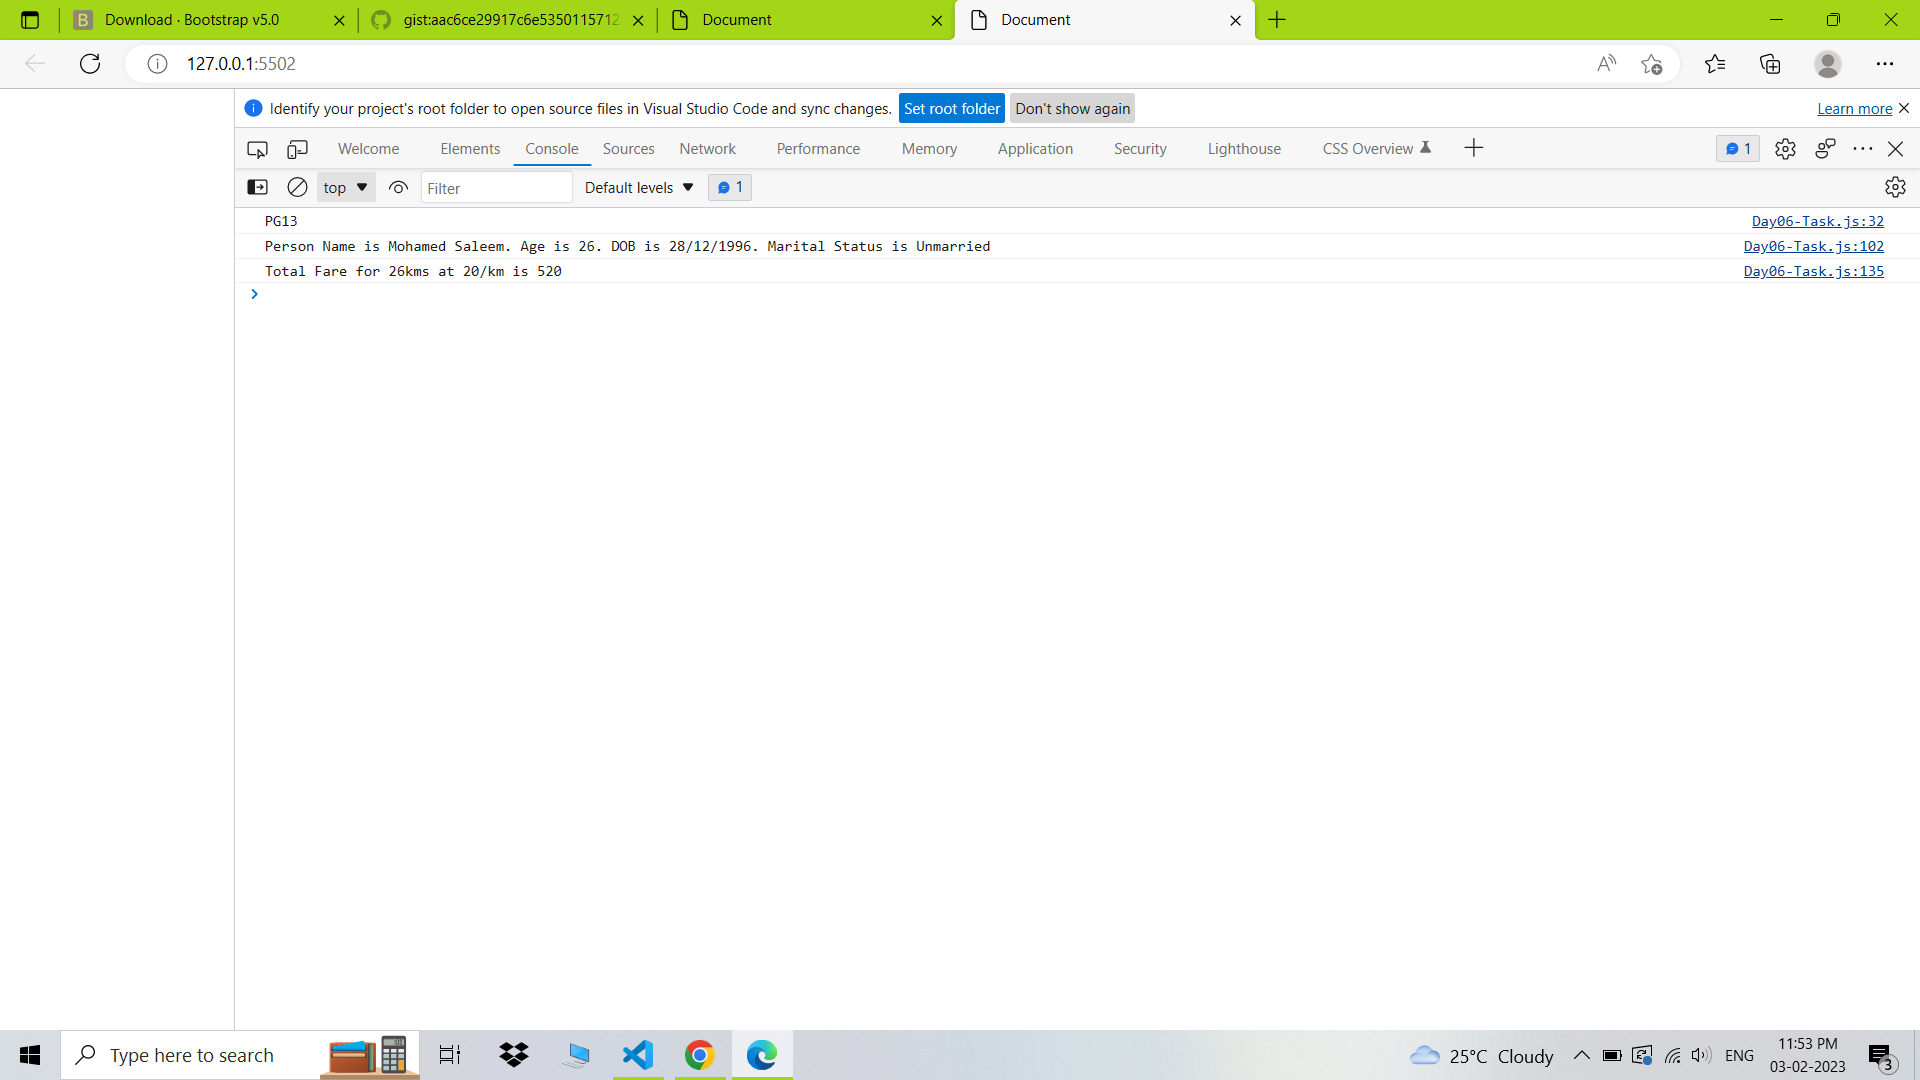 B Download · Bootstrap v5.0
gist:aac6ce29917c6e5350115712
Document
Document
127.0.0.1:5502
Identify your project's root folder to open source files in Visual Studio Code and sync changes. Set root folder Don't show again Learn more
Welcome Elements Console Sources Network Performance Memory Application Security Lighthouse CSS Overview 1
top Filter Default levels 1
PG13 Day06-Task.js:32
Person Name is Mohamed Saleem. Age is 26. DOB is 28/12/1996. Marital Status is Unmarried Day06-Task.js:102
Total Fare for 26kms at 20/km is 520 Day06-Task.js:135
Type here to search
25°C Cloudy
ENG
11:53 PM
03-02-2023
3